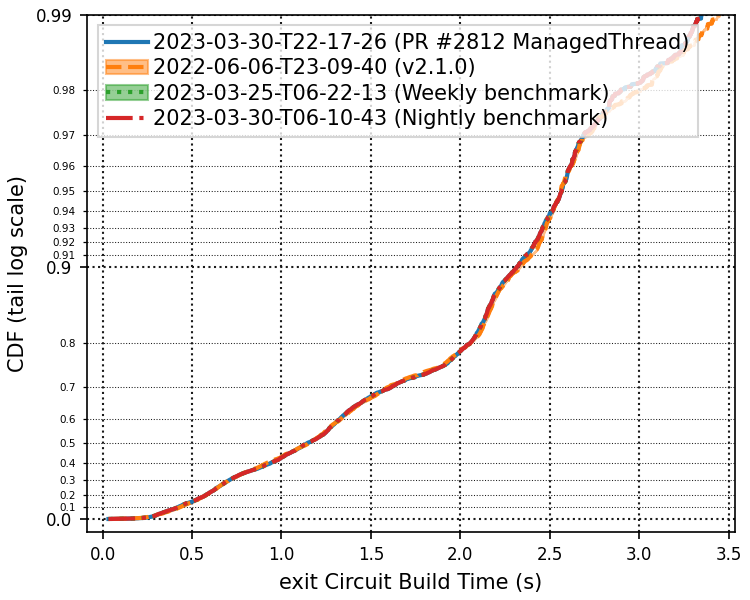 0.99
2023-03-30-T22-17-26 (PR #2812 ManagedThread)
2022-06-06-T23-09-40 (v2.1.0)
2023-03-25-T06-22-13 (Weekly benchmark)
2023-03-30-T06-10-43 (Nightly benchmark)
0.98
0.97
0.96
0.95
0.94
0.93
0.92
0.91
0.9
0.8
0.7
0.6
0.5
0.4
0.3
0.2
0.1
0.0
CDF (tail log scale)
0.0 0.5 1.0 1.5 2.0 2.5 3.0 3.5
exit Circuit Build Time (s)